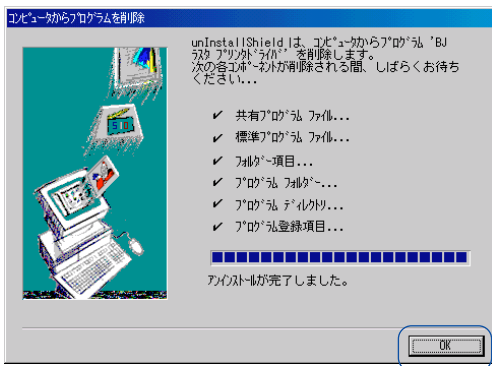 コンピュータからプログラムを削除
unInstallShield は、コンピュータからプログラム 'BJ
ラスタ プリンタドライバ' を削除します。
次の各コンポーネントが削除される間、しばらくお待ち
ください...
✔ 共有プログラム ファイル...
✔ 標準プログラム ファイル...
✔ フォルダー項目...
✔ プログラム フォルダー...
✔ プログラム ディレクトリ...
✔ プログラム登録項目...
アンインストールが完了しました。
OK